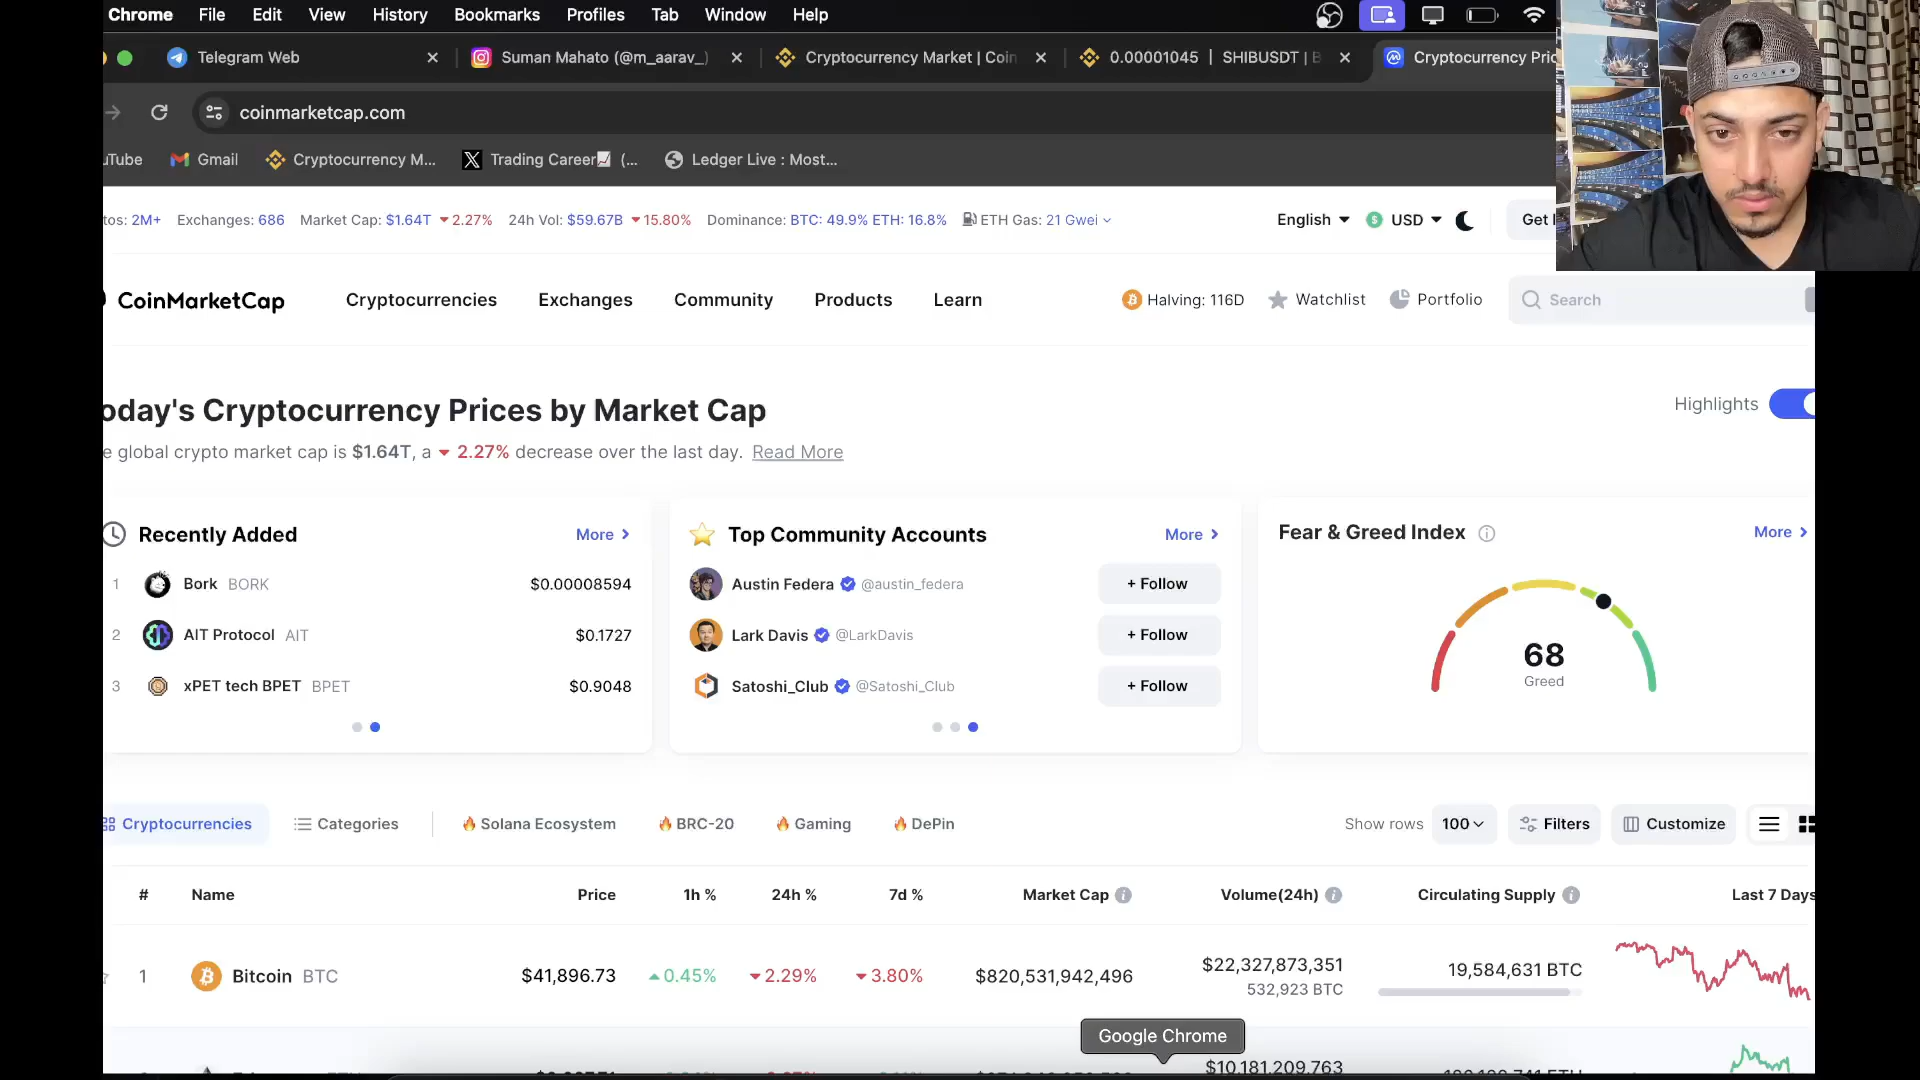 Chrome File Edit View History Bookmarks Profiles Tab Window Help
Telegram Web
Suman Mahato (@m_aarav_)
Cryptocurrency Market | Coin
0.00001045 | SHIBUSDT | B
Cryptocurrency Pric
coinmarketcap.com
uTube
Gmail
Cryptocurrency M...
Trading Career📈 (...
Ledger Live : Most...
tos: 2M+ Exchanges: 686 Market Cap: $1.64T 2.27% 24h Vol: $59.67B 15.80% Dominance: BTC: 49.9% ETH: 16.8% ETH Gas: 21 Gwei
English
USD
Get
CoinMarketCap
Cryptocurrencies Exchanges Community Products Learn
Halving: 116D
Watchlist
Portfolio
Search
oday's Cryptocurrency Prices by Market Cap
Highlights
e global crypto market cap is $1.64T, a 2.27% decrease over the last day. Read More
Recently Added
More
1 Bork BORK $0.00008594
2 AIT Protocol AIT $0.1727
3 xPET tech BPET BPET $0.9048
Top Community Accounts
More
Austin Federa @austin_federa + Follow
Lark Davis @LarkDavis + Follow
Satoshi_Club @Satoshi_Club + Follow
Fear & Greed Index
More
68
Greed
Cryptocurrencies
Categories
Solana Ecosystem
BRC-20
Gaming
DePin
Show rows 100
Filters
Customize
# Name Price 1h % 24h % 7d % Market Cap Volume(24h) Circulating Supply Last 7 Days
1 Bitcoin BTC $41,896.73 0.45% 2.29% 3.80% $820,531,942,496 $22,327,873,351 19,584,631 BTC
532,923 BTC
Google Chrome
$10,181,209,763